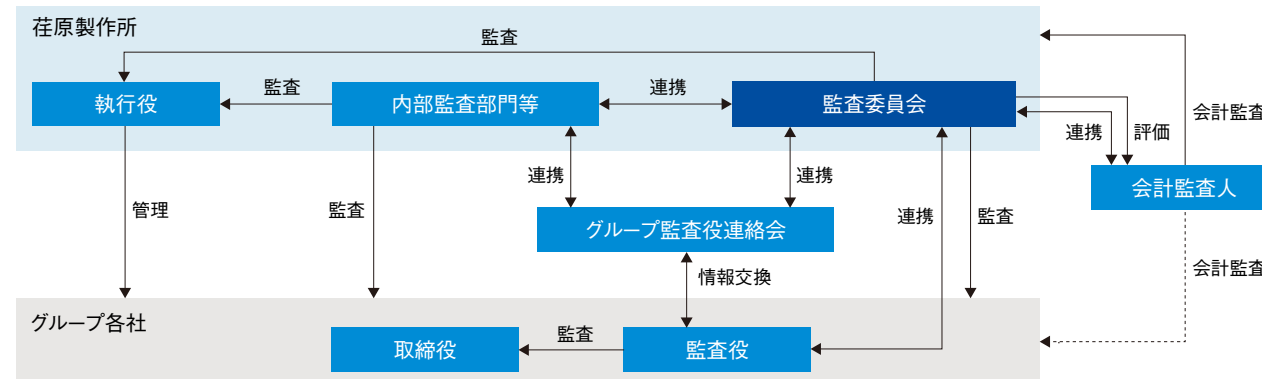 荏原製作所
監査
執行役
監査
内部監査部門等
連携
監査委員会
会計監査
連携
評価
会計監査人
管理
監査
連携
連携
連携
監査
グループ監査役連絡会
情報交換
会計監査
グループ各社
取締役
監査
監査役